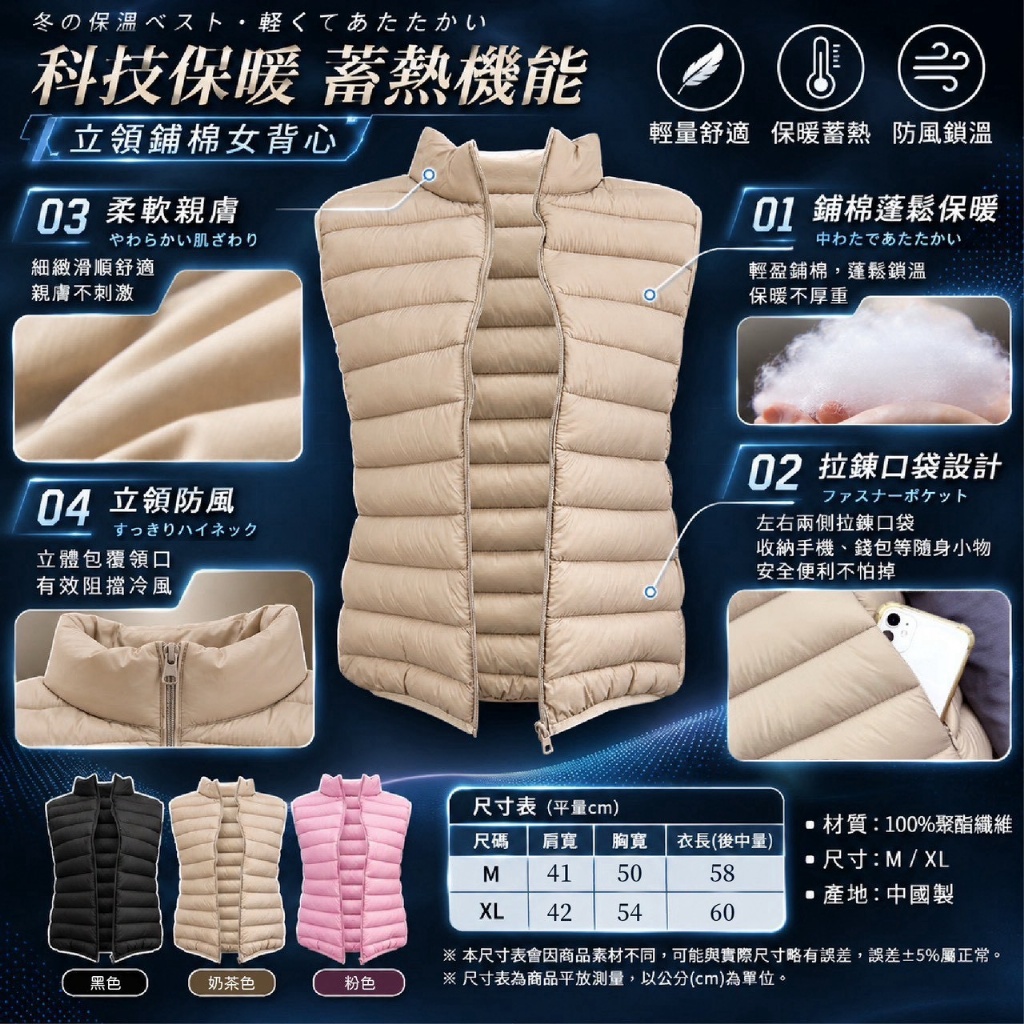 冬の保溫ベスト・軽くてあたたかい
科技保暖 蓄熱機能
立領鋪棉女背心
輕量舒適 保暖蓄熱 防風鎖溫
03 柔軟親膚
やわらかい肌ざわり
細緻滑順舒適
親膚不刺激
01 鋪棉蓬鬆保暖
中わたであたたかい
輕盈鋪棉，蓬鬆鎖溫
保暖不厚重
04 立領防風
すっきりハイネック
立體包覆領口
有效阻擋冷風
02 拉鍊口袋設計
ファスナーポケット
左右兩側拉鍊口袋
收納手機、錢包等隨身小物
安全便利不怕掉
黑色 奶茶色 粉色
尺寸表 (平量cm)
尺碼 肩寬 胸寬 衣長(後中量)
M 41 50 58
XL 42 54 60
▪ 材質：100%聚酯纖維
▪ 尺寸：M / XL
▪ 產地：中國製
※ 本尺寸表會因商品素材不同，可能與實際尺寸略有誤差，誤差±5%屬正常。
※ 尺寸表為商品平放測量，以公分(cm)為單位。